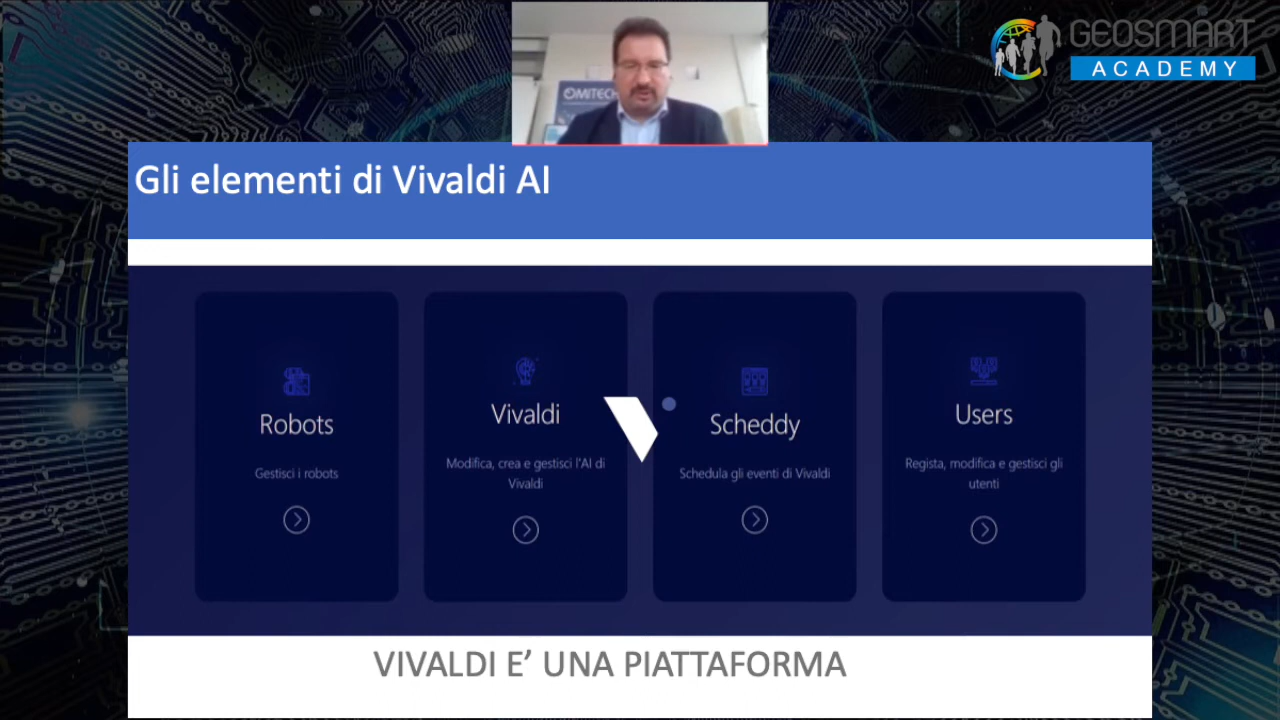 GEOSMART
ACADEMY
OMITECH
Gli elementi di Vivaldi AI
Robots
Gestisci i robots
Vivaldi
Modifica, crea e gestisci l'AI di
Vivaldi
Scheddy
Schedula gli eventi di Vivaldi
Users
Regista, modifica e gestisci gli
utenti
VIVALDI E’ UNA PIATTAFORMA